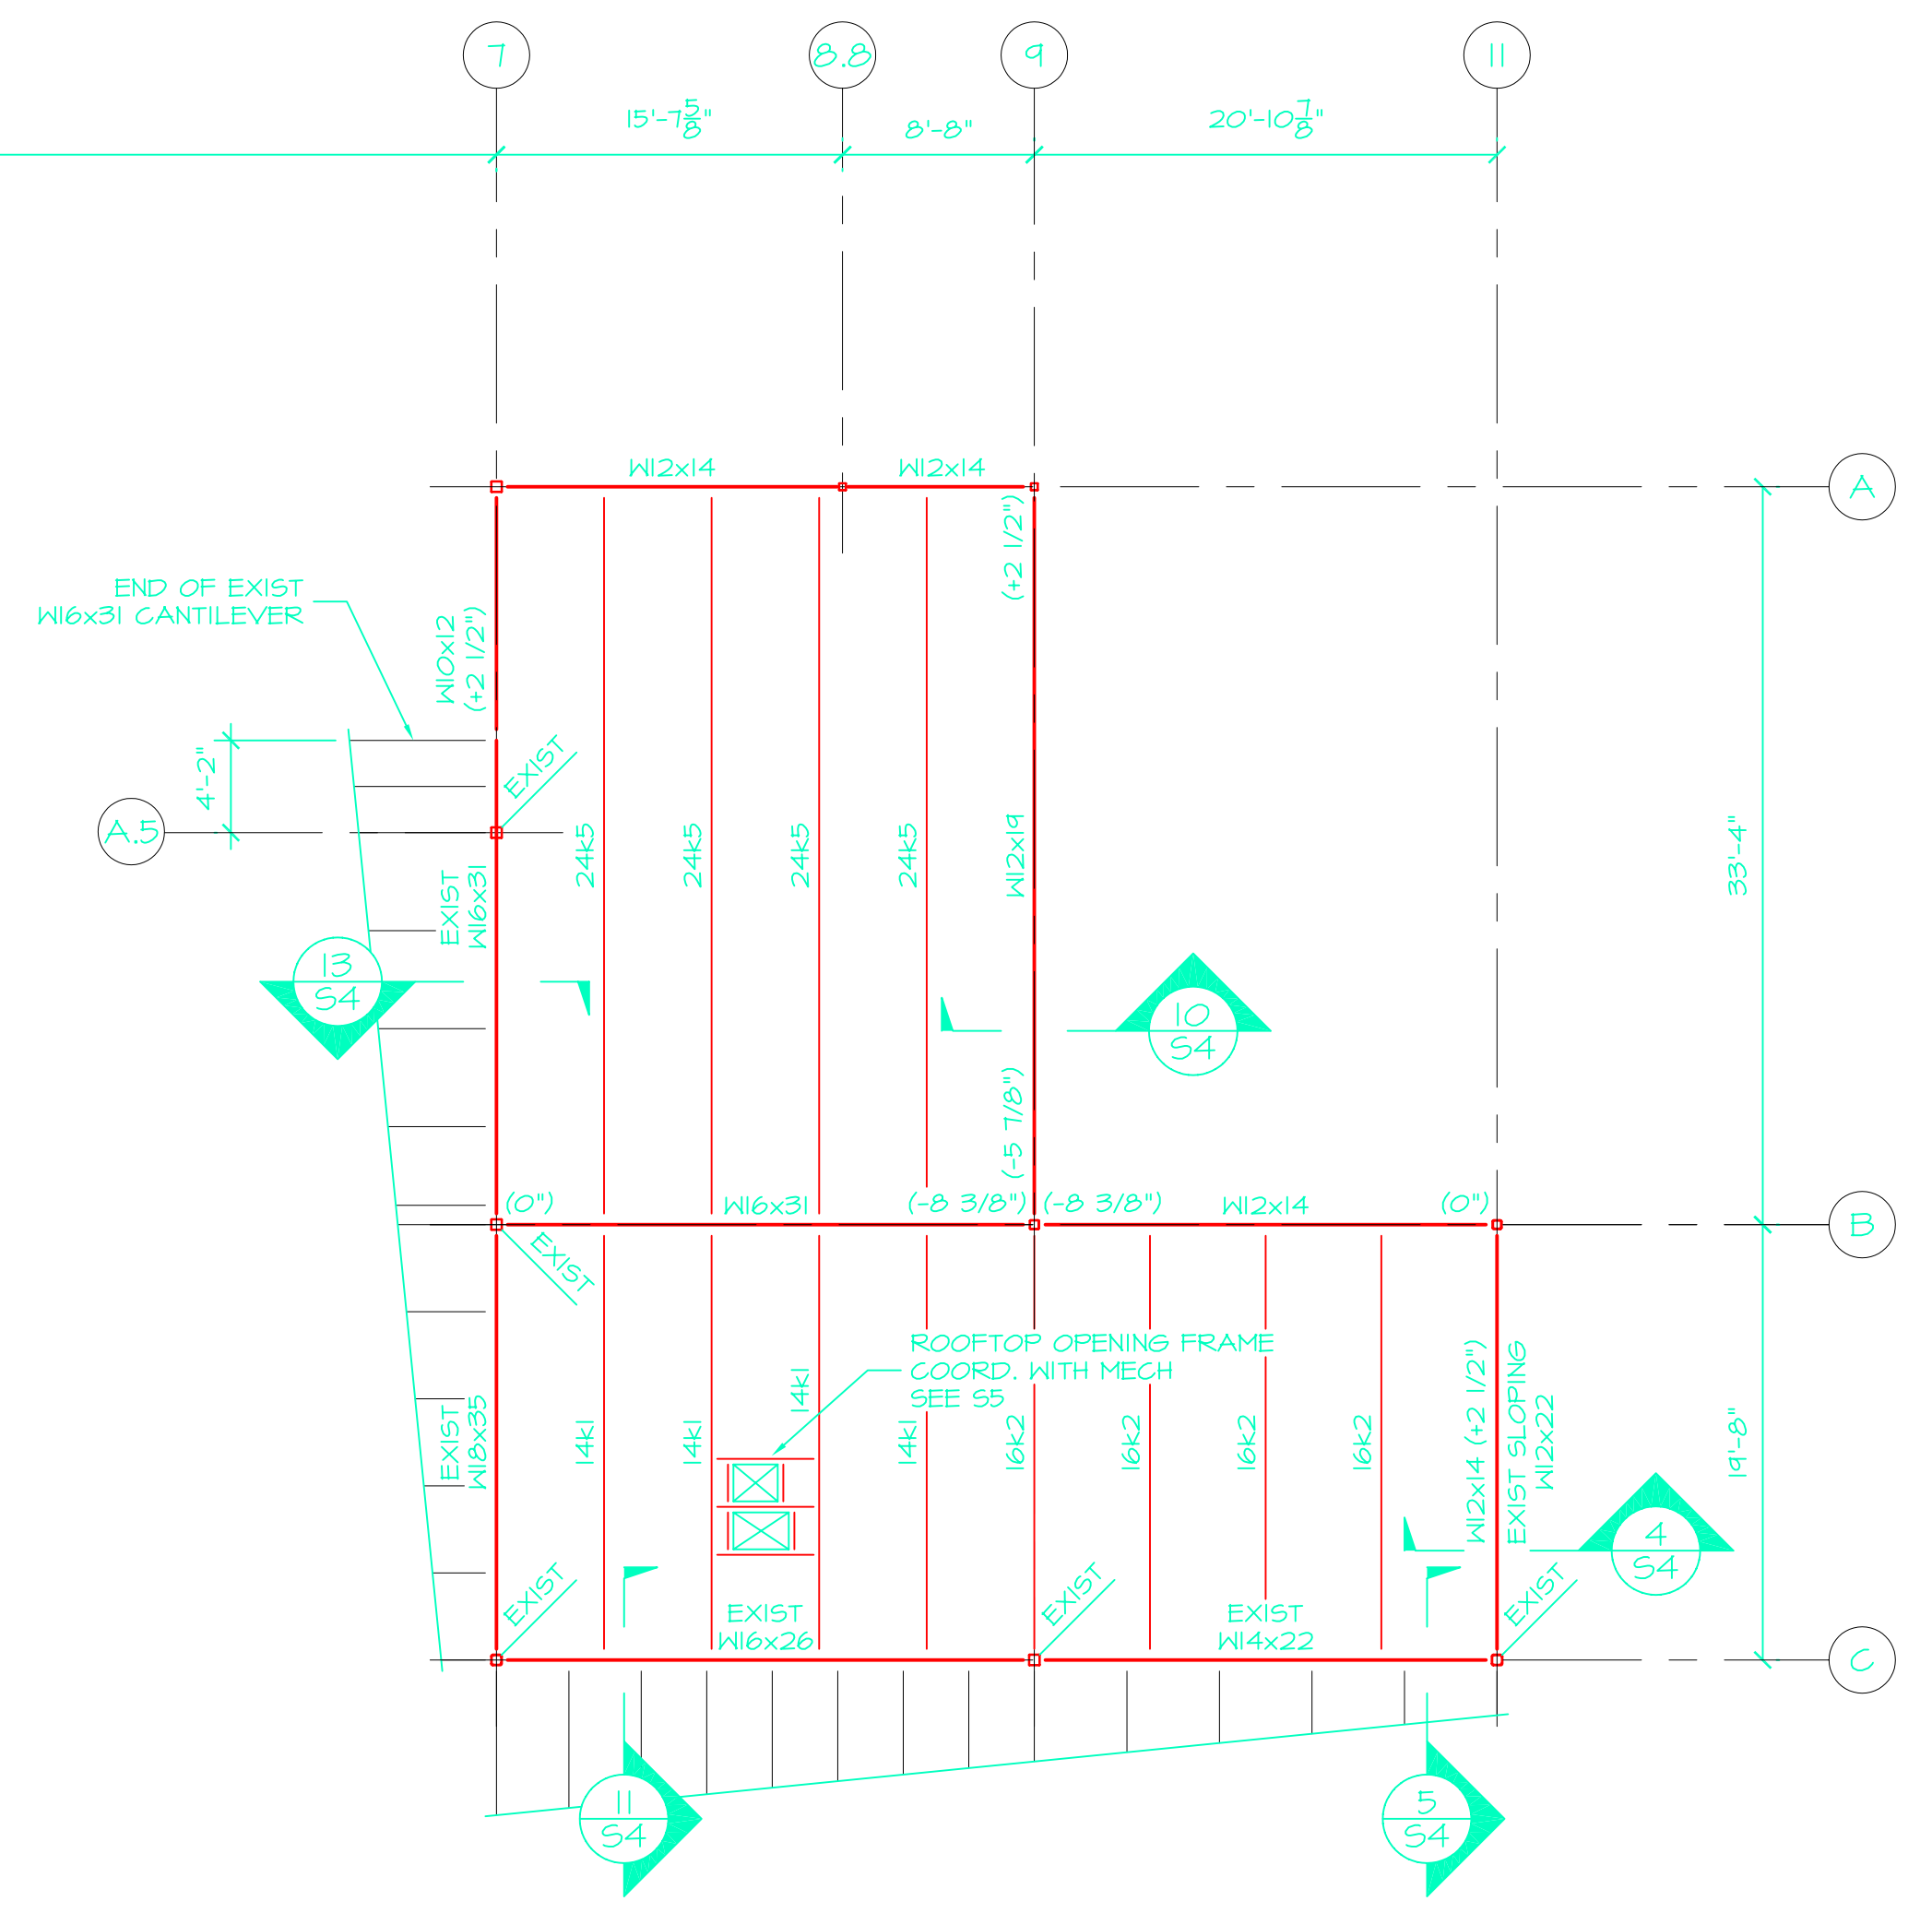 7
8.8
9
11
15'-7 5/8"
8'-8"
20'-10 7/8"
A
W12x14
W12x14
(+2 1/2")
END OF EXIST
W16x31 CANTILEVER
W10x12
(+2 1/2")
4'-2"
EXIST
A.5
24K5
24K5
24K5
24K5
W12x19
33'-4"
EXIST
W16x31
13
S4
10
S4
(-5 7/8")
(0")
W16x31
(-8 3/8")
(-8 3/8")
W12x14
(0")
B
EXIST
ROOFTOP OPENING FRAME
COORD. WITH MECH
SEE S5
EXIST
W18x35
14K1
14K1
14K1
14K1
16K2
16K2
16K2
16K2
W12x14 (+2 1/2")
EXIST SLOPING
W12x22
19'-8"
4
S4
EXIST
EXIST
W16x26
EXIST
EXIST
W14x22
EXIST
C
11
S4
5
S4